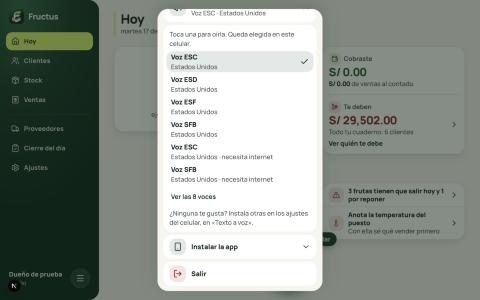 Fructus
Hoy
Clientes
Stock
Ventas
Proveedores
Cierre del día
Ajustes
Dueño de prueba
N
Hoy
martes 17 de
Voz ESC · Estados Unidos
Toca una para oírla. Queda elegida en este
celular.
Voz ESC
Estados Unidos
Voz ESD
Estados Unidos
Voz ESF
Estados Unidos
Voz SFB
Estados Unidos
Voz ESC
Estados Unidos · necesita internet
Voz SFB
Estados Unidos · necesita internet
Ver las 8 voces
¿Ninguna te gusta? Instala otras en los ajustes
del celular, en «Texto a voz».
Instalar la app
Salir
Cobraste
S/ 0.00
S/ 0.00 de ventas al contado
Te deben
S/ 29,502.00
Todo tu cuaderno: 6 clientes
Ver quién te debe
3 frutas tienen que salir hoy y 1
por reponer
Anota la temperatura del
puesto
Con ella sé qué vender primero